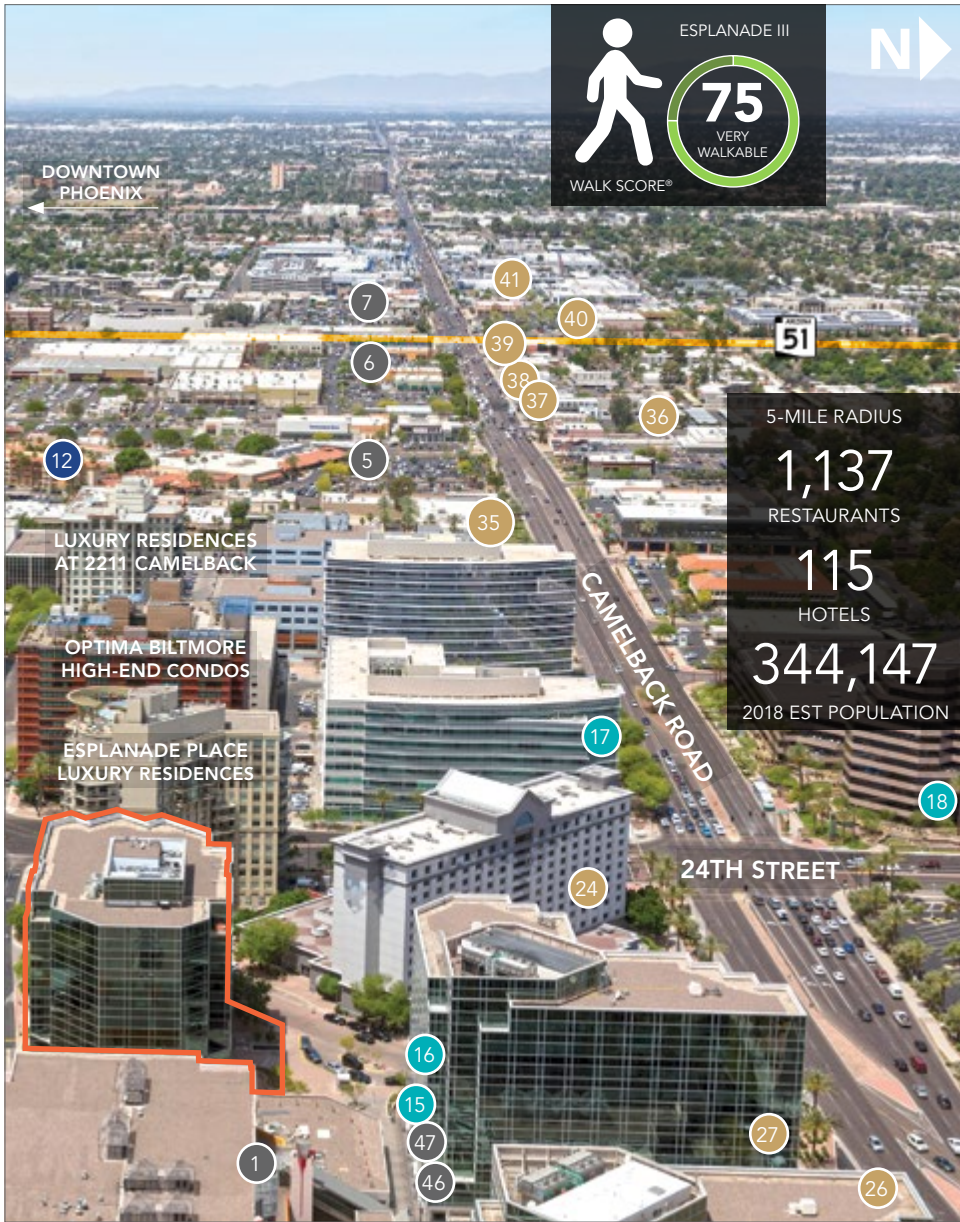 ESPLANADE III
N
75
VERY
WALKABLE
WALK SCORE®
DOWNTOWN
PHOENIX
41
7
40
39
ARIZONA
51
6
38
37
36
5-MILE RADIUS
1,137
RESTAURANTS
115
HOTELS
344,147
2018 EST POPULATION
12
5
35
LUXURY RESIDENCES
AT 2211 CAMELBACK
CAMELBACK ROAD
OPTIMA BILTMORE
HIGH-END CONDOS
17
ESPLANADE PLACE
LUXURY RESIDENCES
18
24TH STREET
24
16
15
47
27
1
46
26